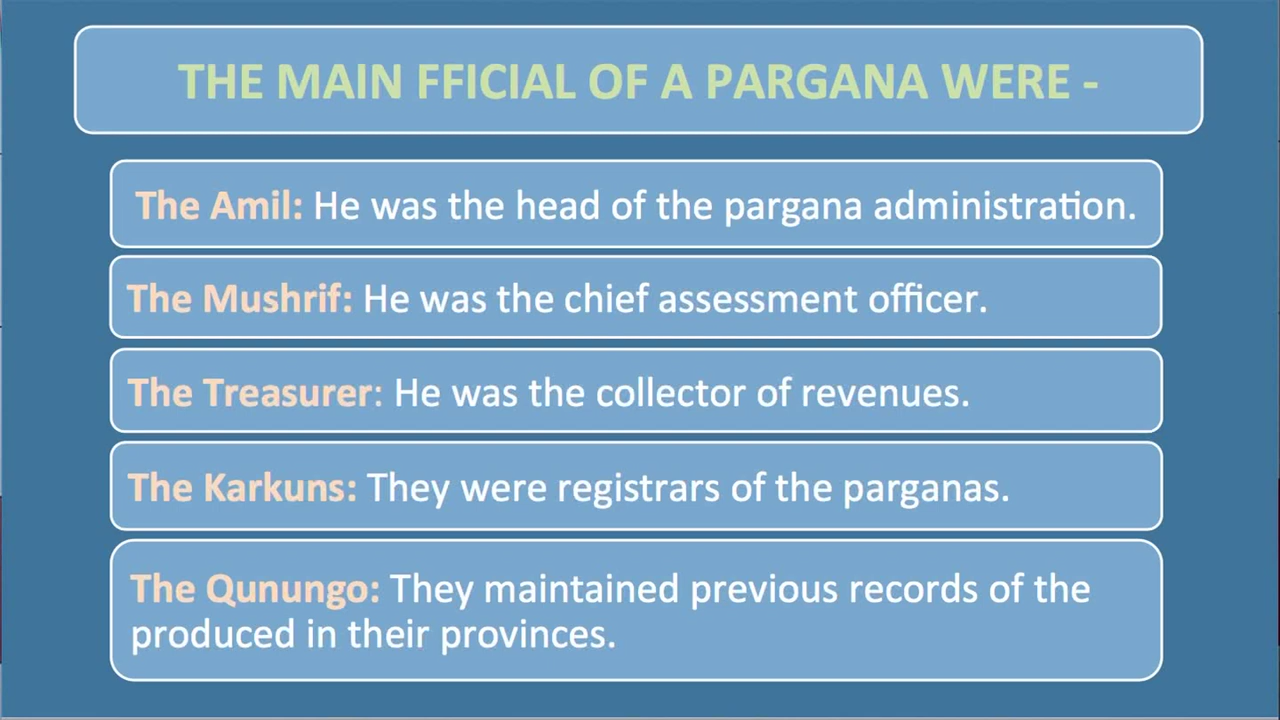 THE MAIN FFICIAL OF A PARGANA WERE -
The Amil: He was the head of the pargana administration.
The Mushrif: He was the chief assessment officer.
The Treasurer: He was the collector of revenues.
The Karkuns: They were registrars of the parganas.
The Qunungo: They maintained previous records of the
produced in their provinces.